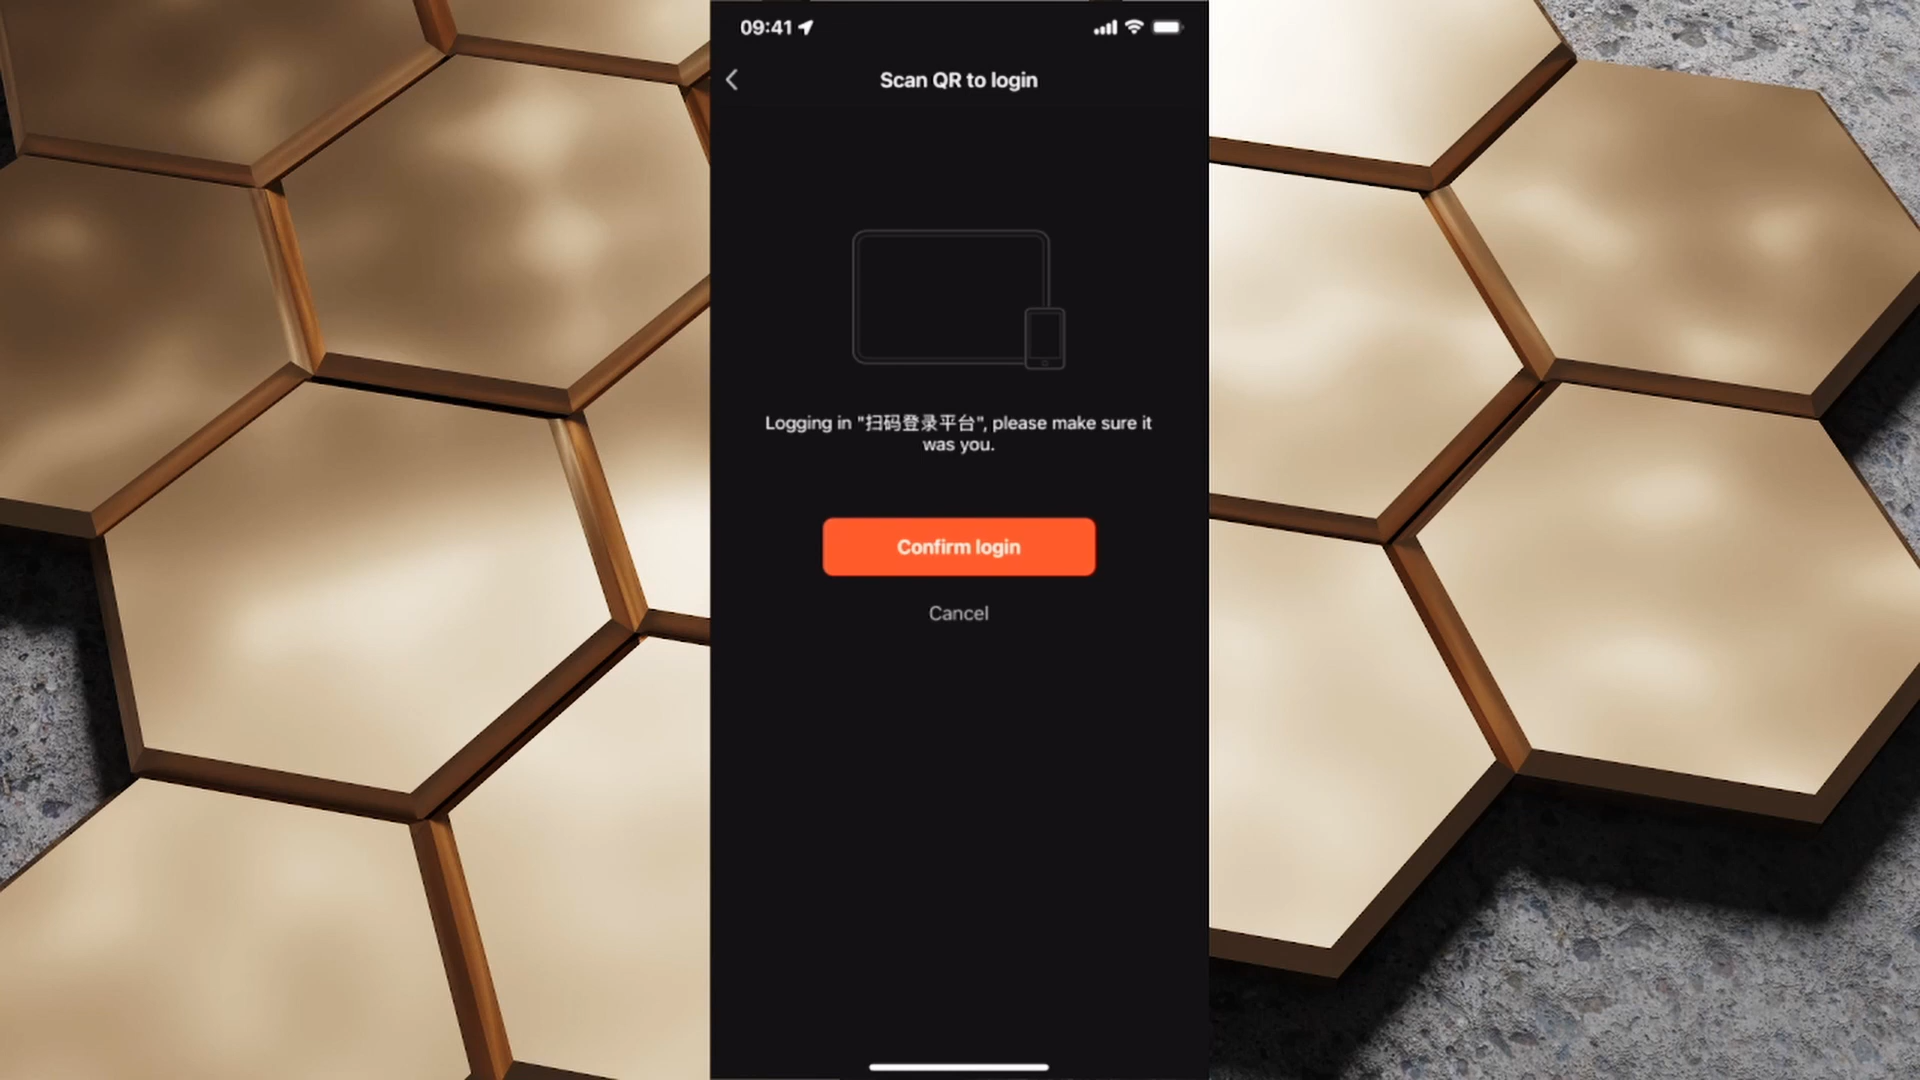 09:41
Scan QR to login
Logging in "扫码登录平台", please make sure it
was you.
Confirm login
Cancel